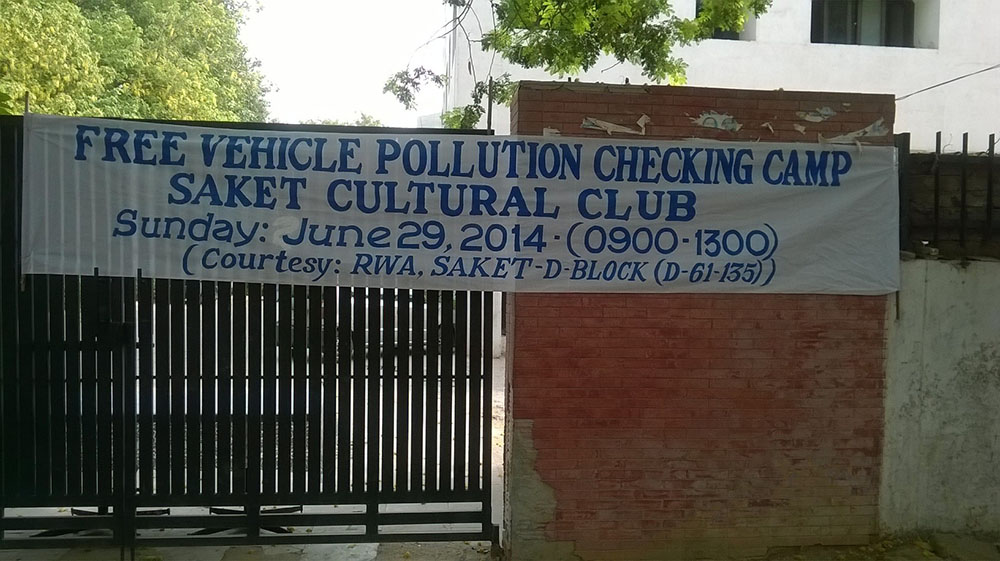 FREE VEHICLE POLLUTION CHECKING CAMP
SAKET CULTURAL CLUB
Sunday: June 29, 2014 - (0900 - 1300)
(Courtesy: RWA, SAKET-D-BLOCK (D-61-135))